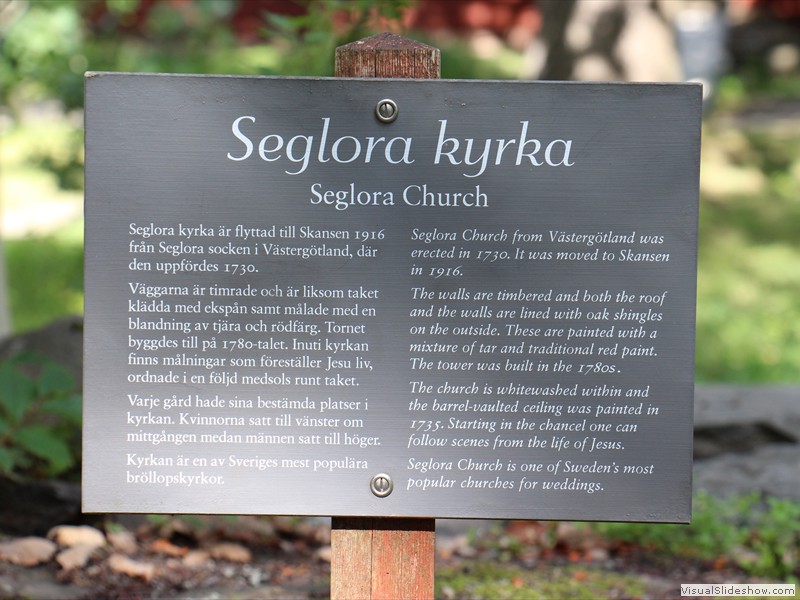 Seglora kyrka
Seglora Church
Seglora kyrka är flyttad till Skansen 1916
från Seglora socken i Västergötland, där
den uppfördes 1730.
Väggarna är timrade och är liksom taket
klädda med ekspån samt målade med en
blandning av tjära och rödfärg. Tornet
byggdes till på 1780-talet. Inuti kyrkan
finns målningar som föreställer Jesu liv,
ordnade i en följd medsols runt taket.
Varje gård hade sina bestämda platser i
kyrkan. Kvinnorna satt till vänster om
mittgången medan männen satt till höger.
Kyrkan är en av Sveriges mest populära
bröllopskyrkor.
Seglora Church from Västergötland was
erected in 1730. It was moved to Skansen
in 1916.
The walls are timbered and both the roof
and the walls are lined with oak shingles
on the outside. These are painted with a
mixture of tar and traditional red paint.
The tower was built in the 1780s.
The church is whitewashed within and
the barrel-vaulted ceiling was painted in
1735. Starting in the chancel one can
follow scenes from the life of Jesus.
Seglora Church is one of Sweden's most
popular churches for weddings.
VisualSlideshow.com